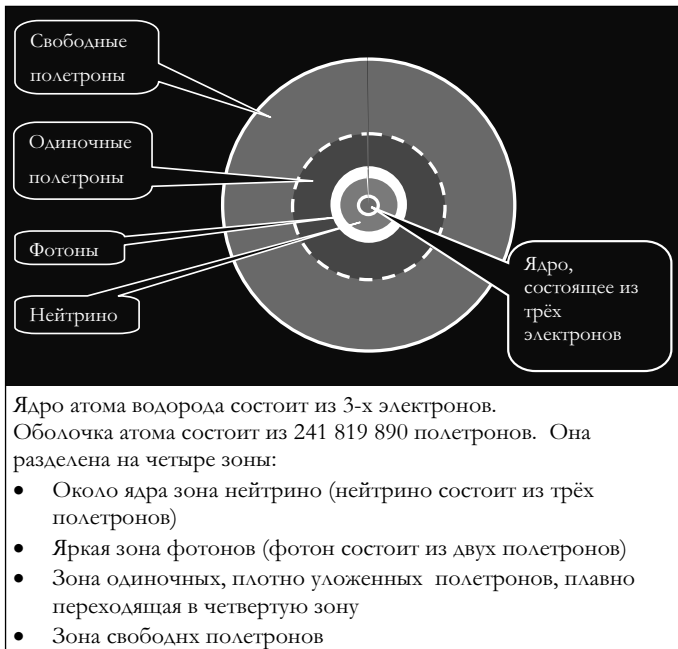 Свободные
полетроны
Одиночные
полетроны
Фотоны
Нейтрино
Ядро,
состоящее из
трёх
электронов
Ядро атома водорода состоит из 3-х электронов.
Оболочка атома состоит из 241 819 890 полетронов. Она
разделена на четыре зоны:
• Около ядра зона нейтрино (нейтрино состоит из трёх
полетронов)
• Яркая зона фотонов (фотон состоит из двух полетронов)
• Зона одиночных, плотно уложенных полетронов, плавно
переходящая в четвертую зону
• Зона свободнх полетронов